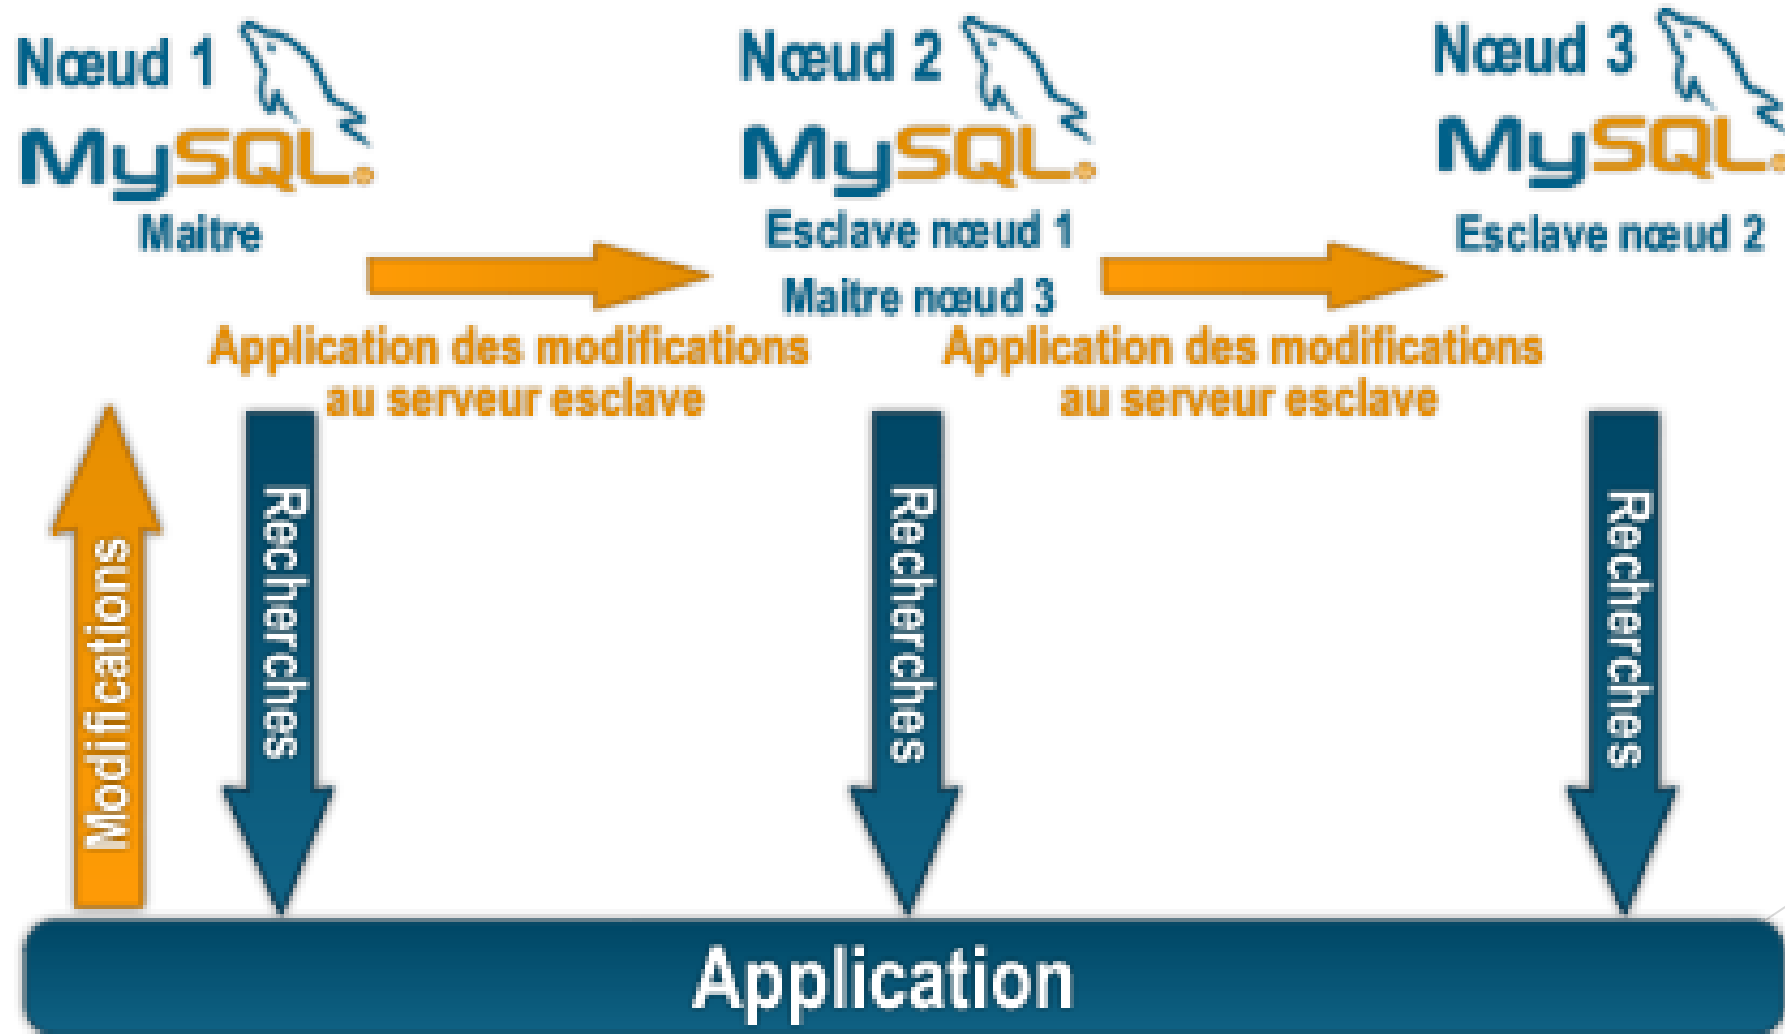 Nœud 1
MySQL
Maitre
Nœud 2
MySQL
Esclave nœud 1
Maitre nœud 3
Nœud 3
MySQL
Esclave nœud 2
Application des modifications
au serveur esclave
Application des modifications
au serveur esclave
Modifications
Recherches
Recherches
Recherches
Application